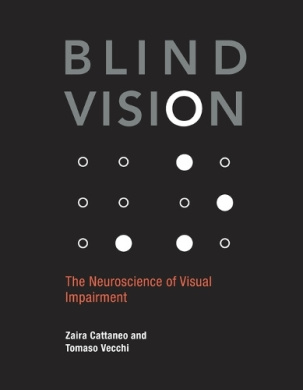 BLIND
VISION
The Neuroscience of Visual
Impairment
Zaira Cattaneo and
Tomaso Vecchi